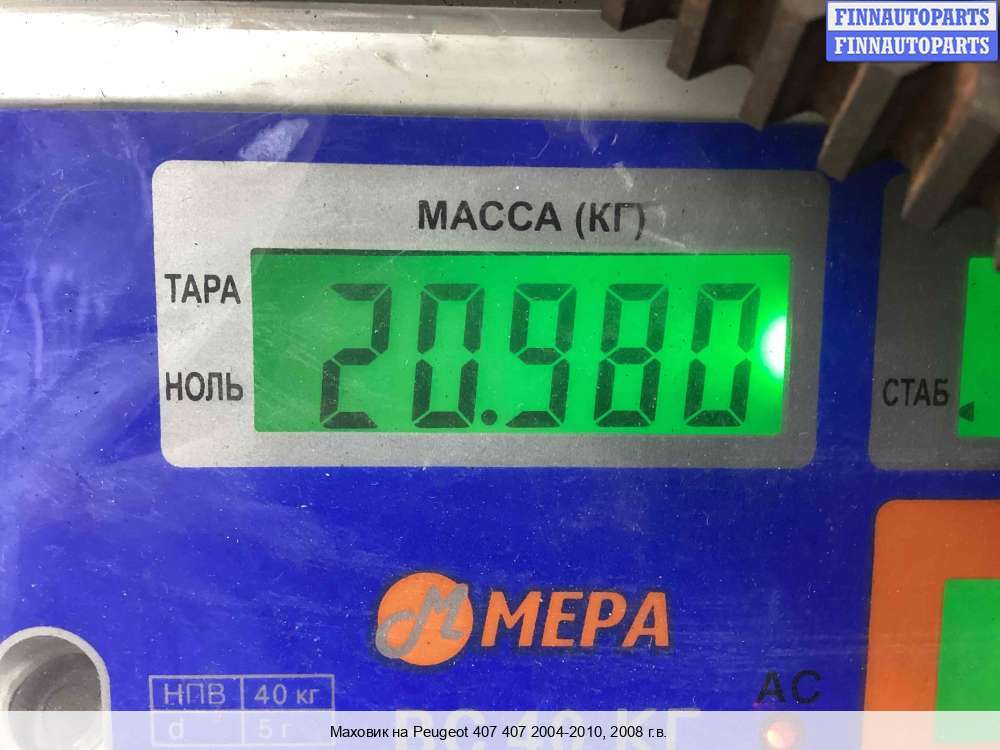 FINNAUTOPARTS
FINNAUTOPARTS
МАССА (КГ)
ТАРА
20.980
НОЛЬ
СТАБ
М МЕРА
НПВ 40 кг
d 5 г
AC
Маховик на Peugeot 407 407 2004-2010, 2008 г.в.